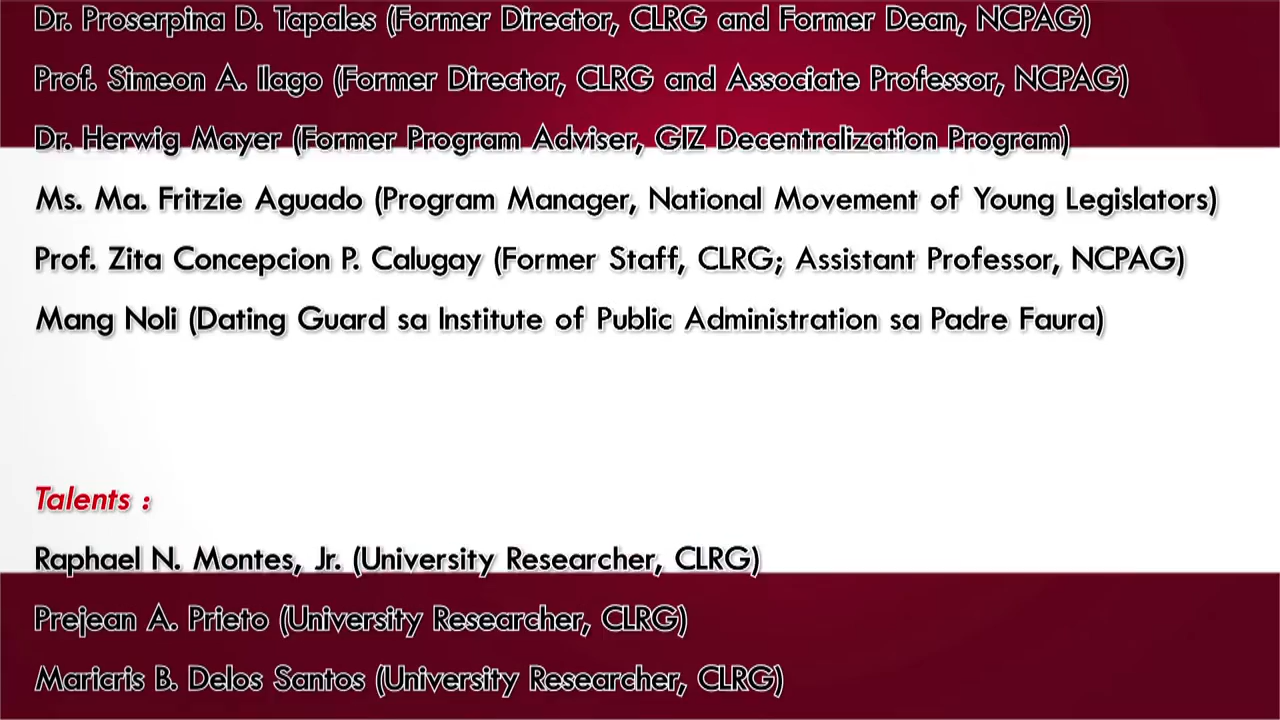 Dr. Proserpina D. Tapales (Former Director, CLRG and Former Dean, NCPAG)
Prof. Simeon A. Ilago (Former Director, CLRG and Associate Professor, NCPAG)
Dr. Herwig Mayer (Former Program Adviser, GIZ Decentralization Program)
Ms. Ma. Fritzie Aguado (Program Manager, National Movement of Young Legislators)
Prof. Zita Concepcion P. Calugay (Former Staff, CLRG; Assistant Professor, NCPAG)
Mang Noli (Dating Guard sa Institute of Public Administration sa Padre Faura)
Talents :
Raphael N. Montes, Jr. (University Researcher, CLRG)
Prejean A. Prieto (University Researcher, CLRG)
Maricris B. Delos Santos (University Researcher, CLRG)